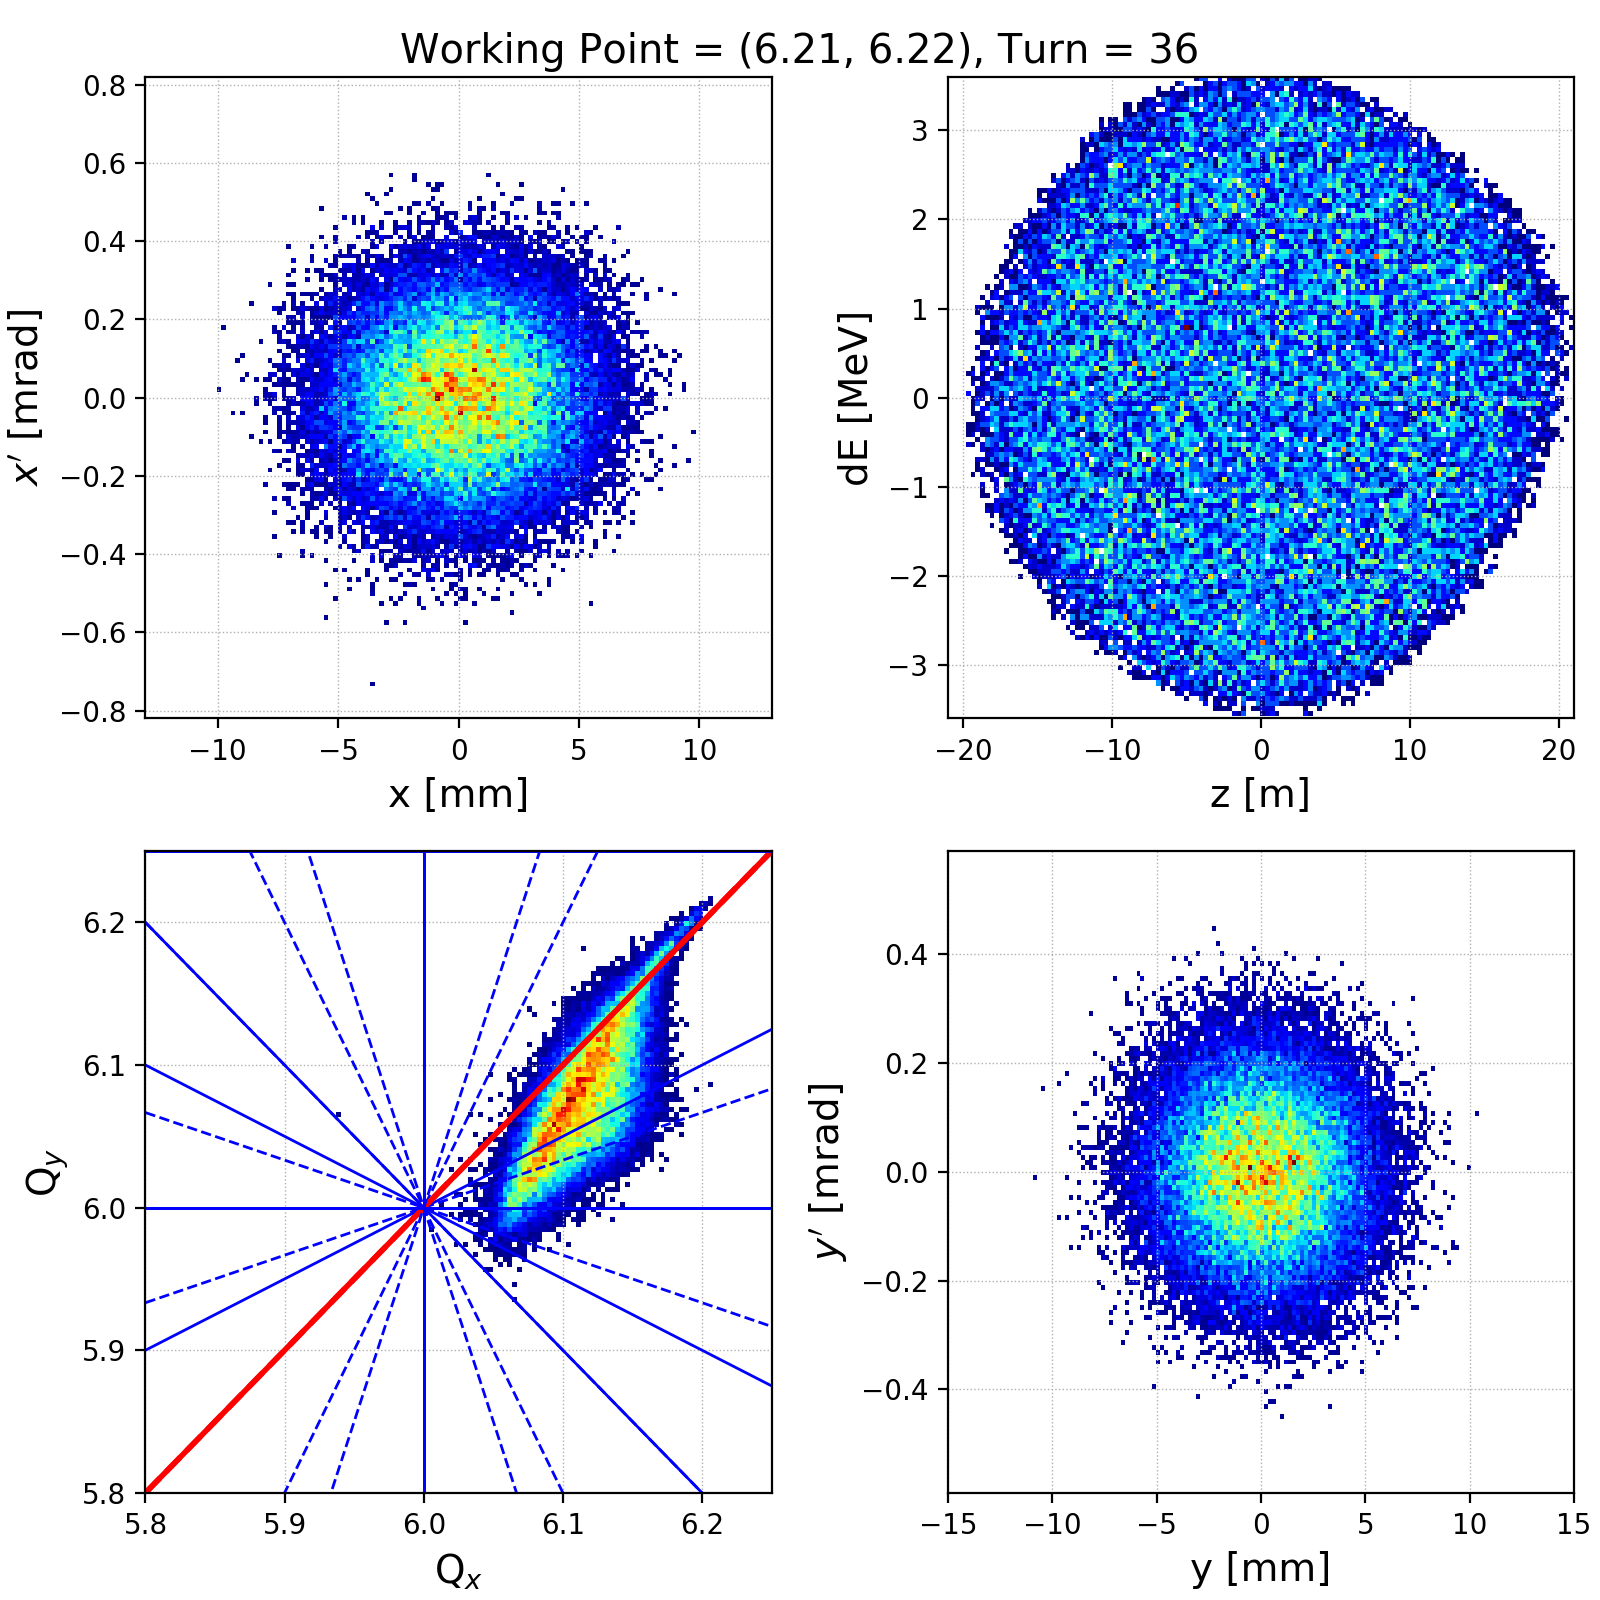 Working Point = (6.21, 6.22), Turn = 36
0.8
0.6
0.4
0.2
0.0
−0.2
−0.4
−0.6
−0.8
x′ [mrad]
−10 −5 0 5 10
x [mm]
3
2
1
0
−1
−2
−3
dE [MeV]
−20 −10 0 10 20
z [m]
6.2
6.1
6.0
5.9
5.8
Qy
5.8 5.9 6.0 6.1 6.2
Qx
0.4
0.2
0.0
−0.2
−0.4
y′ [mrad]
−15 −10 −5 0 5 10 15
y [mm]